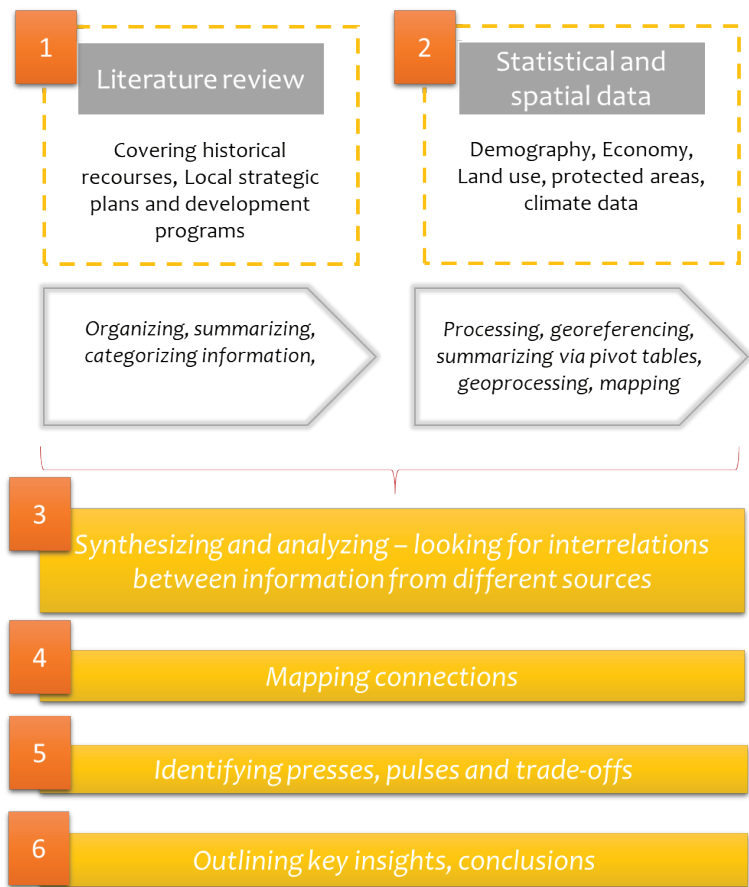 1
Literature review
Covering historical
recourses, Local strategic
plans and development
programs
2
Statistical and
spatial data
Demography, Economy,
Land use, protected areas,
climate data
Organizing, summarizing,
categorizing information,
Processing, georeferencing,
summarizing via pivot tables,
geoprocessing, mapping
3
Synthesizing and analyzing – looking for interrelations
between information from different sources
4
Mapping connections
5
Identifying presses, pulses and trade-offs
6
Outlining key insights, conclusions